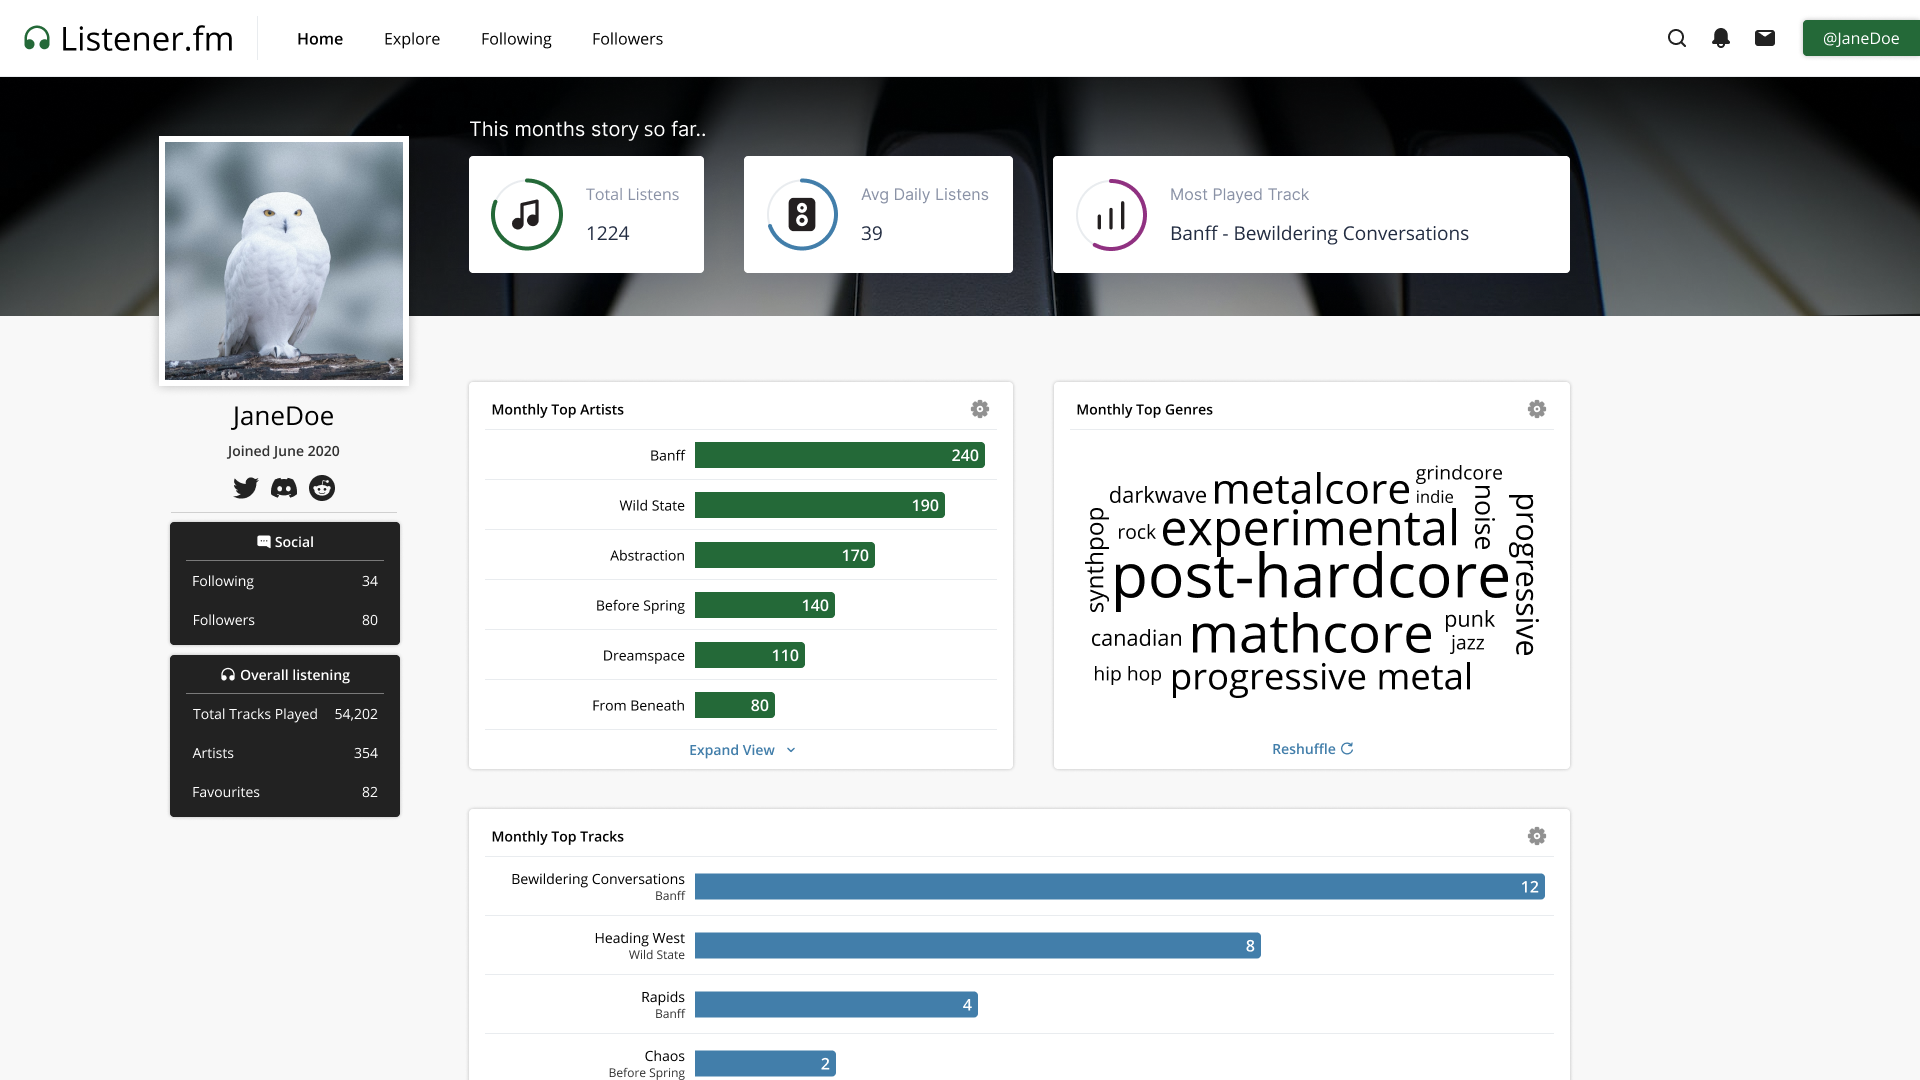 Listener.fm
Home
Explore
Following
Followers
@JaneDoe
This months story so far..
Total Listens
1224
Avg Daily Listens
39
Most Played Track
Banff - Bewildering Conversations
JaneDoe
Joined June 2020
Social
Following 34
Followers 80
Overall listening
Total Tracks Played 54,202
Artists 354
Favourites 82
Monthly Top Artists
Banff 240
Wild State 190
Abstraction 170
Before Spring 140
Dreamspace 110
From Beneath 80
Expand View
Monthly Top Genres
grindcore
darkwave metalcore indie
noise
progressive
synthpop
rock experimental
post-hardcore
canadian mathcore punk
jazz
hip hop progressive metal
Reshuffle
Monthly Top Tracks
Bewildering Conversations
Banff
12
Heading West
Wild State
8
Rapids
Banff
4
Chaos
Before Spring
2